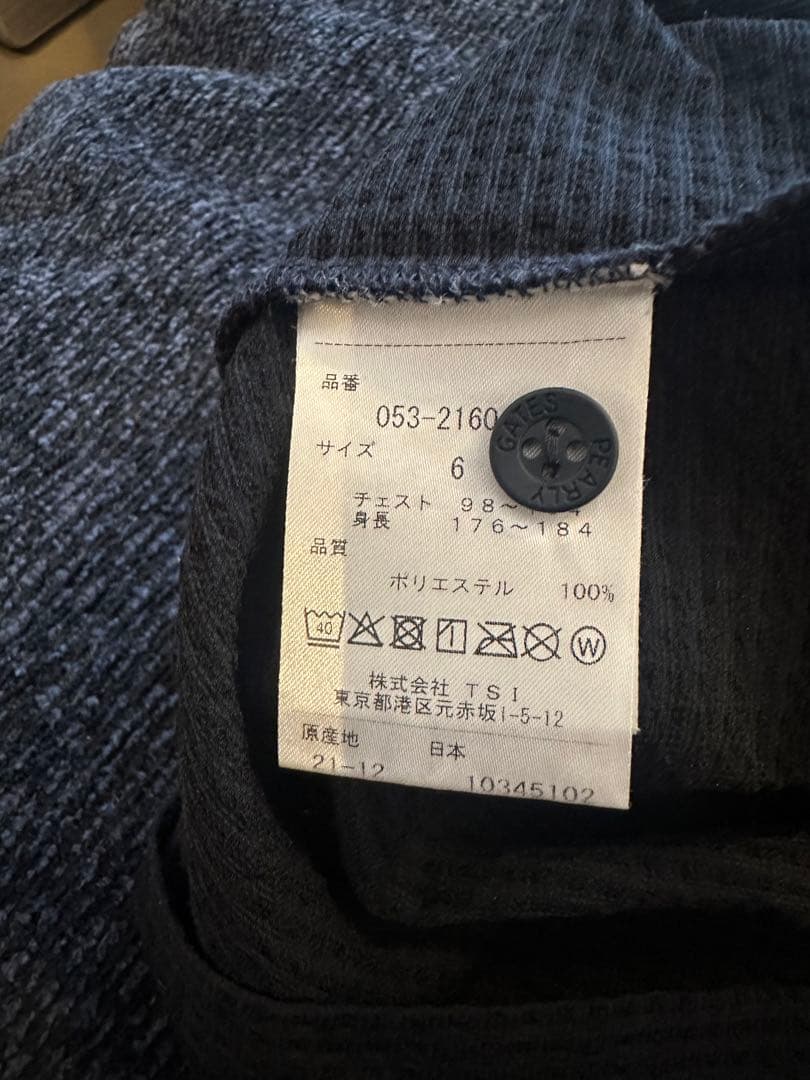 品番
053-2160
サイズ
6
チェスト 98～
身長 176～184
品質
ポリエステル 100%
40
W
株式会社 TSI
東京都港区元赤坂1-5-12
原産地 日本
21-12 10345102
PEARLY GATES